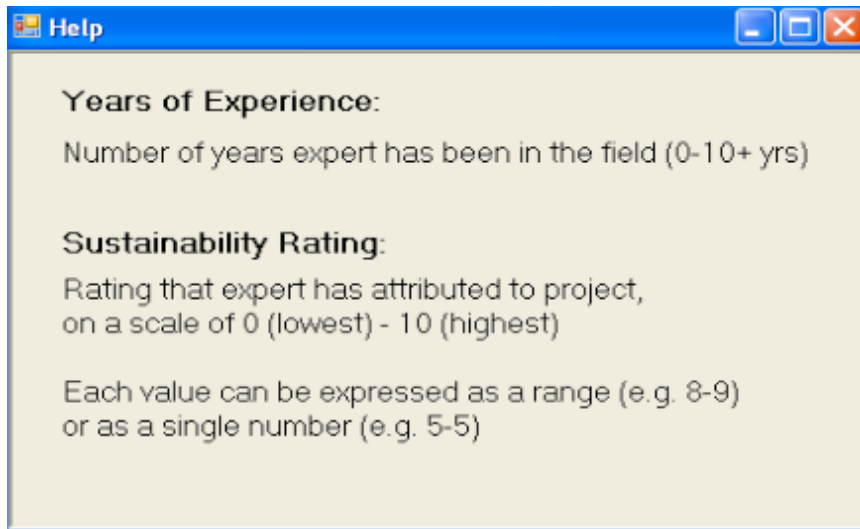 Help
Years of Experience:
Number of years expert has been in the field (0-10+ yrs)
Sustainability Rating:
Rating that expert has attributed to project,
on a scale of 0 (lowest) - 10 (highest)
Each value can be expressed as a range (e.g. 8-9)
or as a single number (e.g. 5-5)